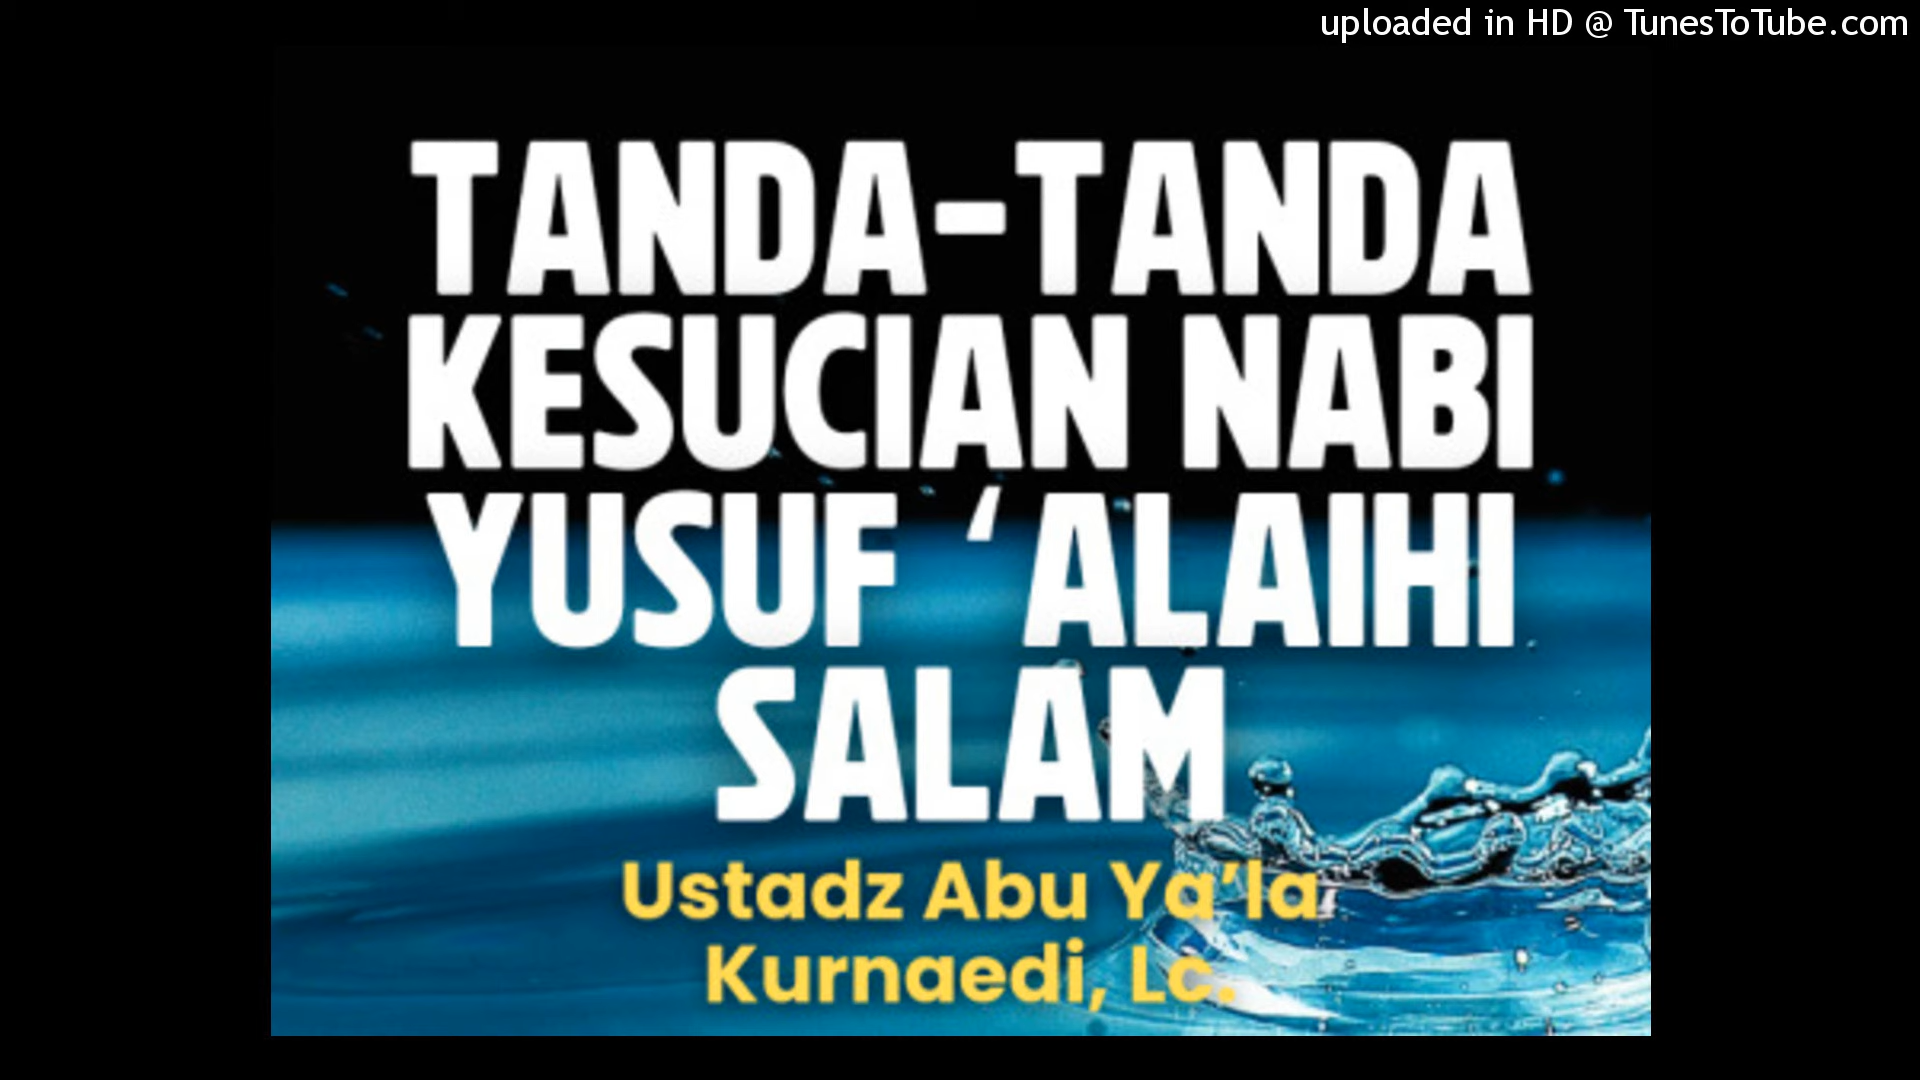 uploaded in HD @ TunesToTube.com
TANDA-TANDA
KESUCIAN NABI
YUSUF ‘ALAIHI
SALAM
Ustadz Abu Ya’la
Kurnaedi, Lc.